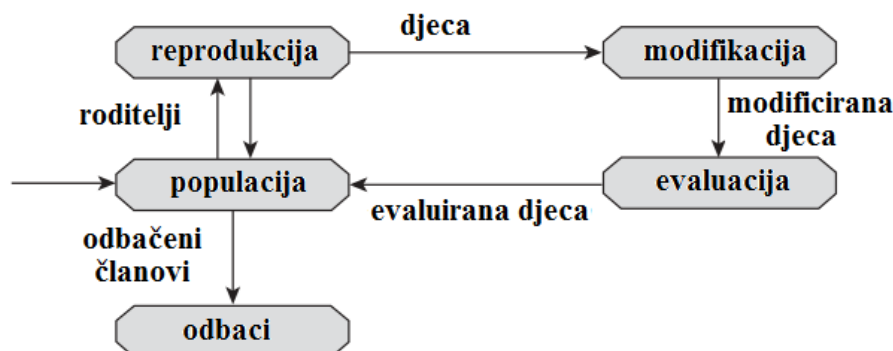 djeca
reprodukcija
modifikacija
roditelji
modificirana
djeca
populacija
evaluacija
evaluirana djeca
odbačeni
članovi
odbaci